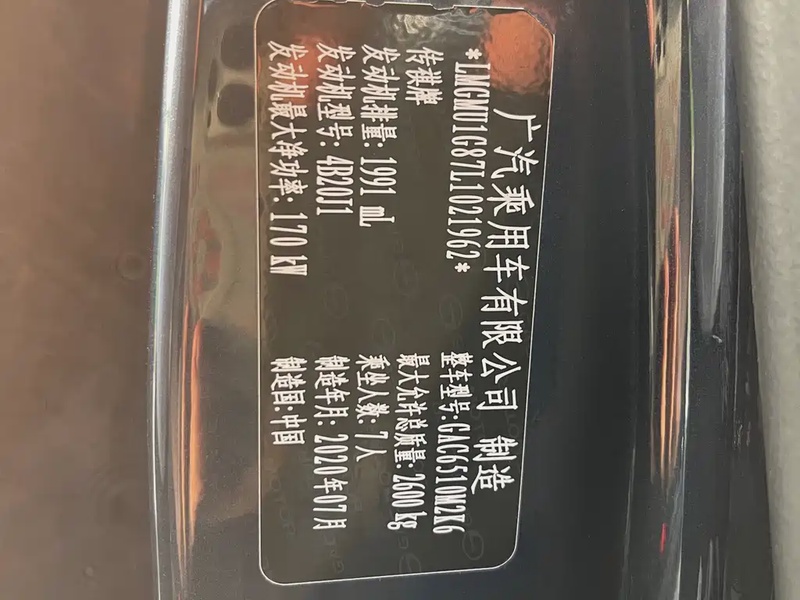 广汽乘用车有限公司 制造
*LMGMU1G87L1021962*
传祺牌 整车型号:GAC6510M2K6
发动机排量: 1991 mL 最大允许总质量: 2600 kg
发动机型号: 4B20J1 乘坐人数: 7人
发动机最大净功率: 170 kW 制造年月: 2020年07月
制造国:中国